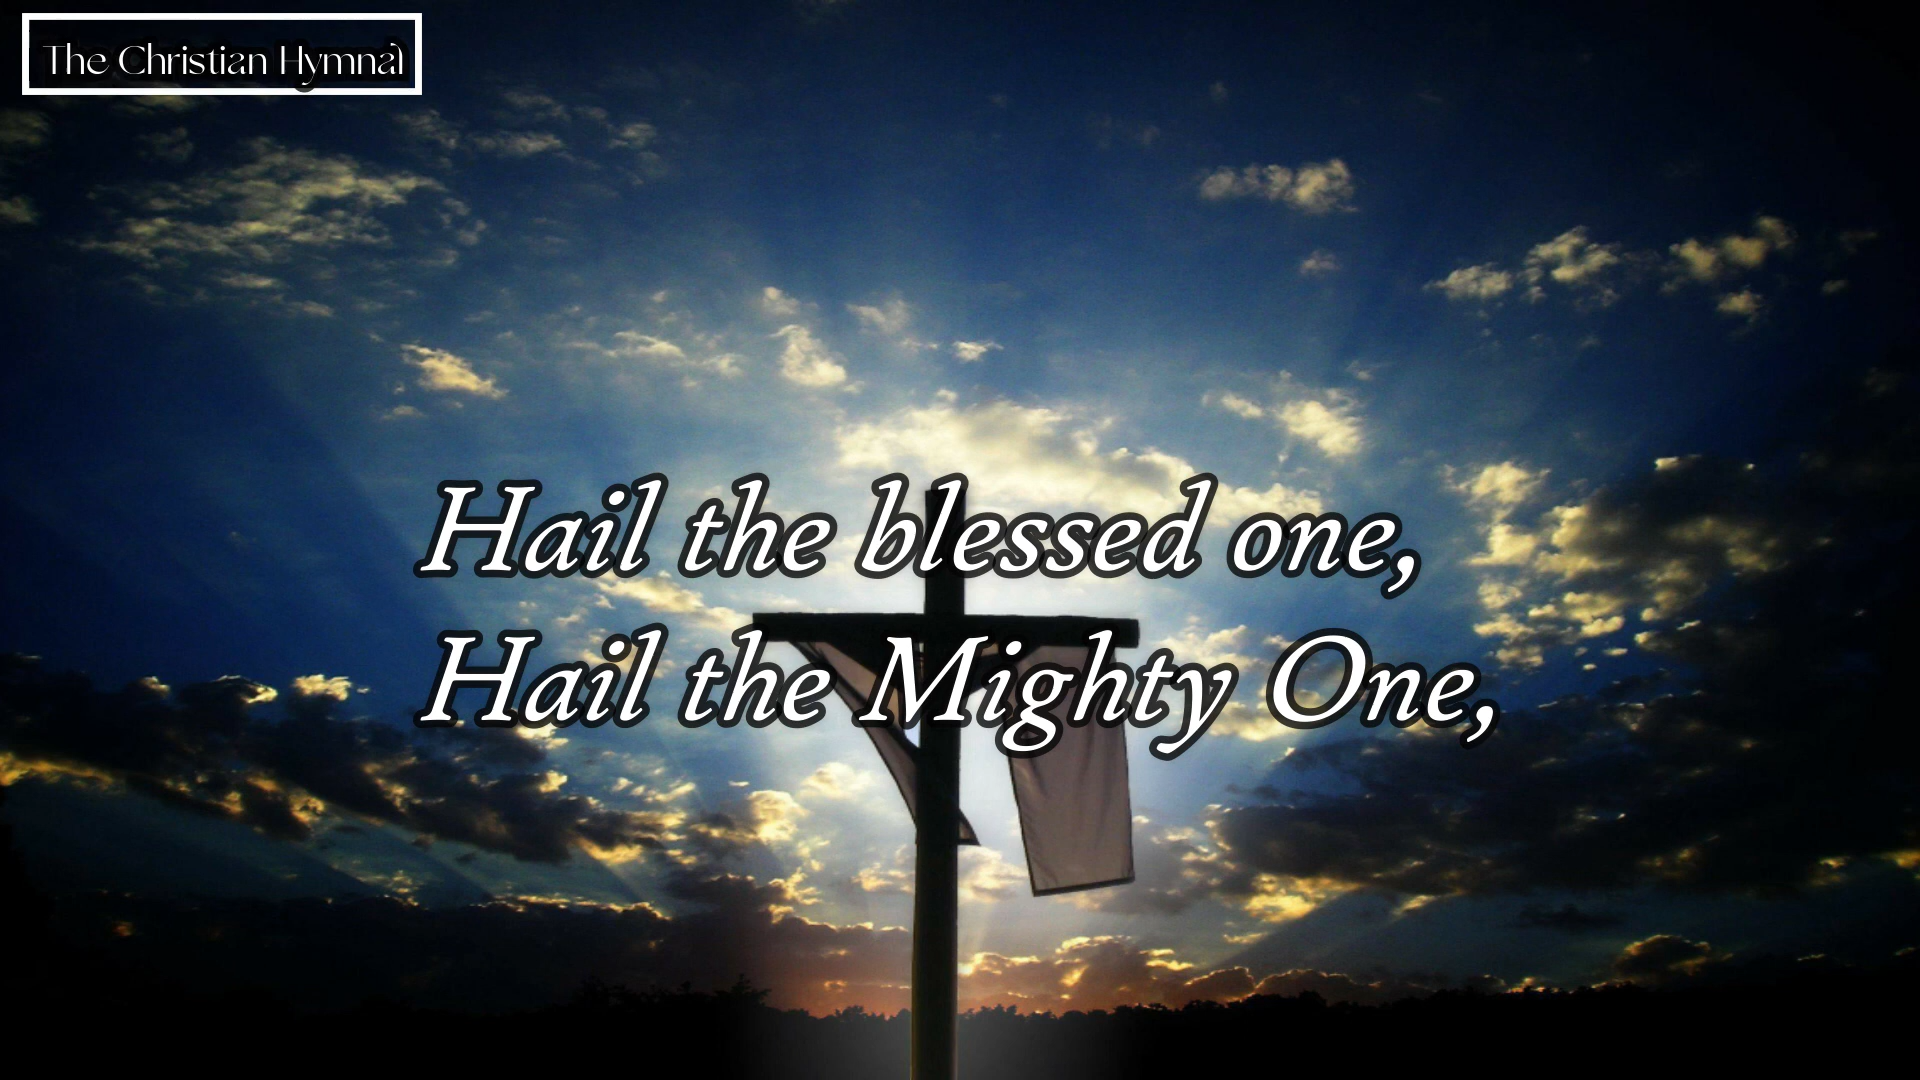 The Christian Hymnal
Hail the blessed one,
Hail the Mighty One,